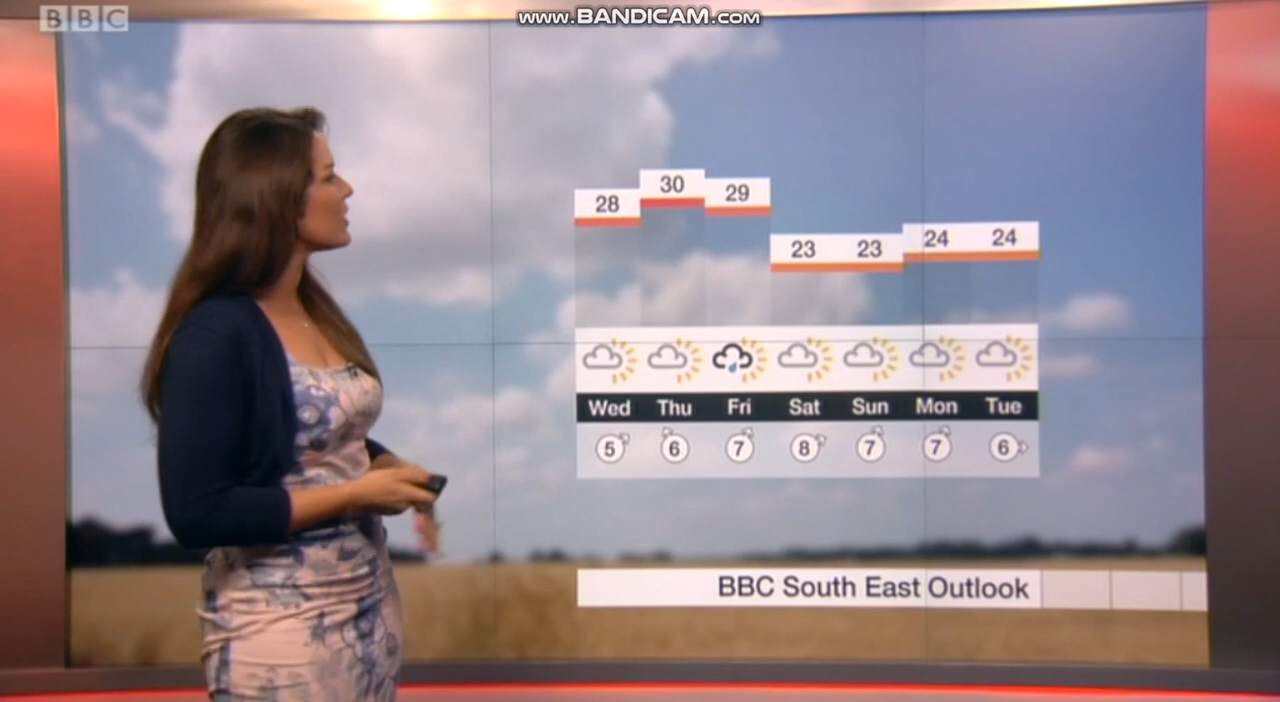 BBC
www.BANDICAM.com
28 30 29 23 23 24 24
Wed Thu Fri Sat Sun Mon Tue
5 6 7 8 7 7 6
BBC South East Outlook